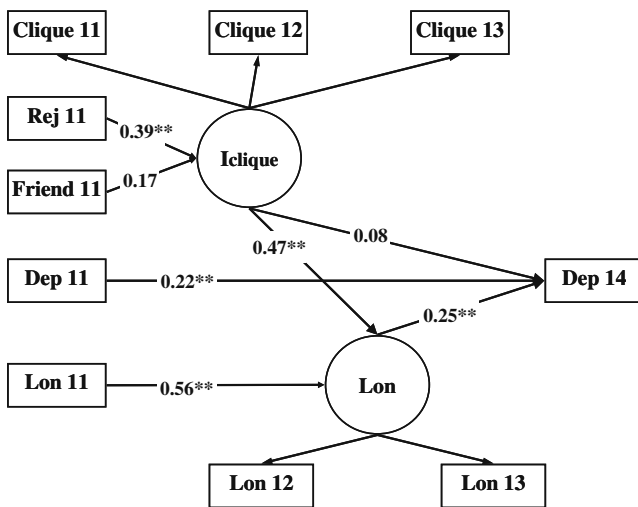 Clique 11
Clique 12
Clique 13
Rej 11
0.39**
Iclique
Friend 11
0.17
0.47**
0.08
Dep 11
0.22**
Dep 14
0.25**
Lon 11
0.56**
Lon
Lon 12
Lon 13